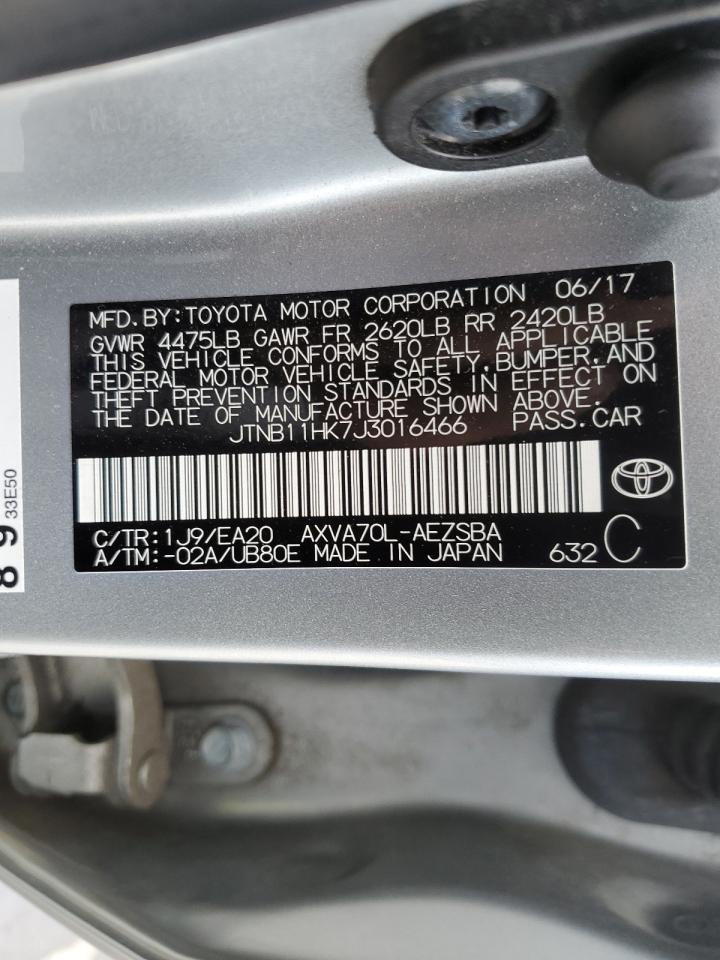 MFD.BY:TOYOTA MOTOR CORPORATION 06/17
GVWR 4475LB GAWR FR 2620LB RR 2420LB
THIS VEHICLE CONFORMS TO ALL APPLICABLE
FEDERAL MOTOR VEHICLE SAFETY,BUMPER,AND
THEFT PREVENTION STANDARDS IN EFFECT ON
THE DATE OF MANUFACTURE SHOWN ABOVE.
JTNB11HK7J3016466 PASS.CAR
C/TR:1J9/EA20 AXVA70L-AEZSBA
A/TM:-02A/UB80E MADE IN JAPAN 632 C
33E50
89